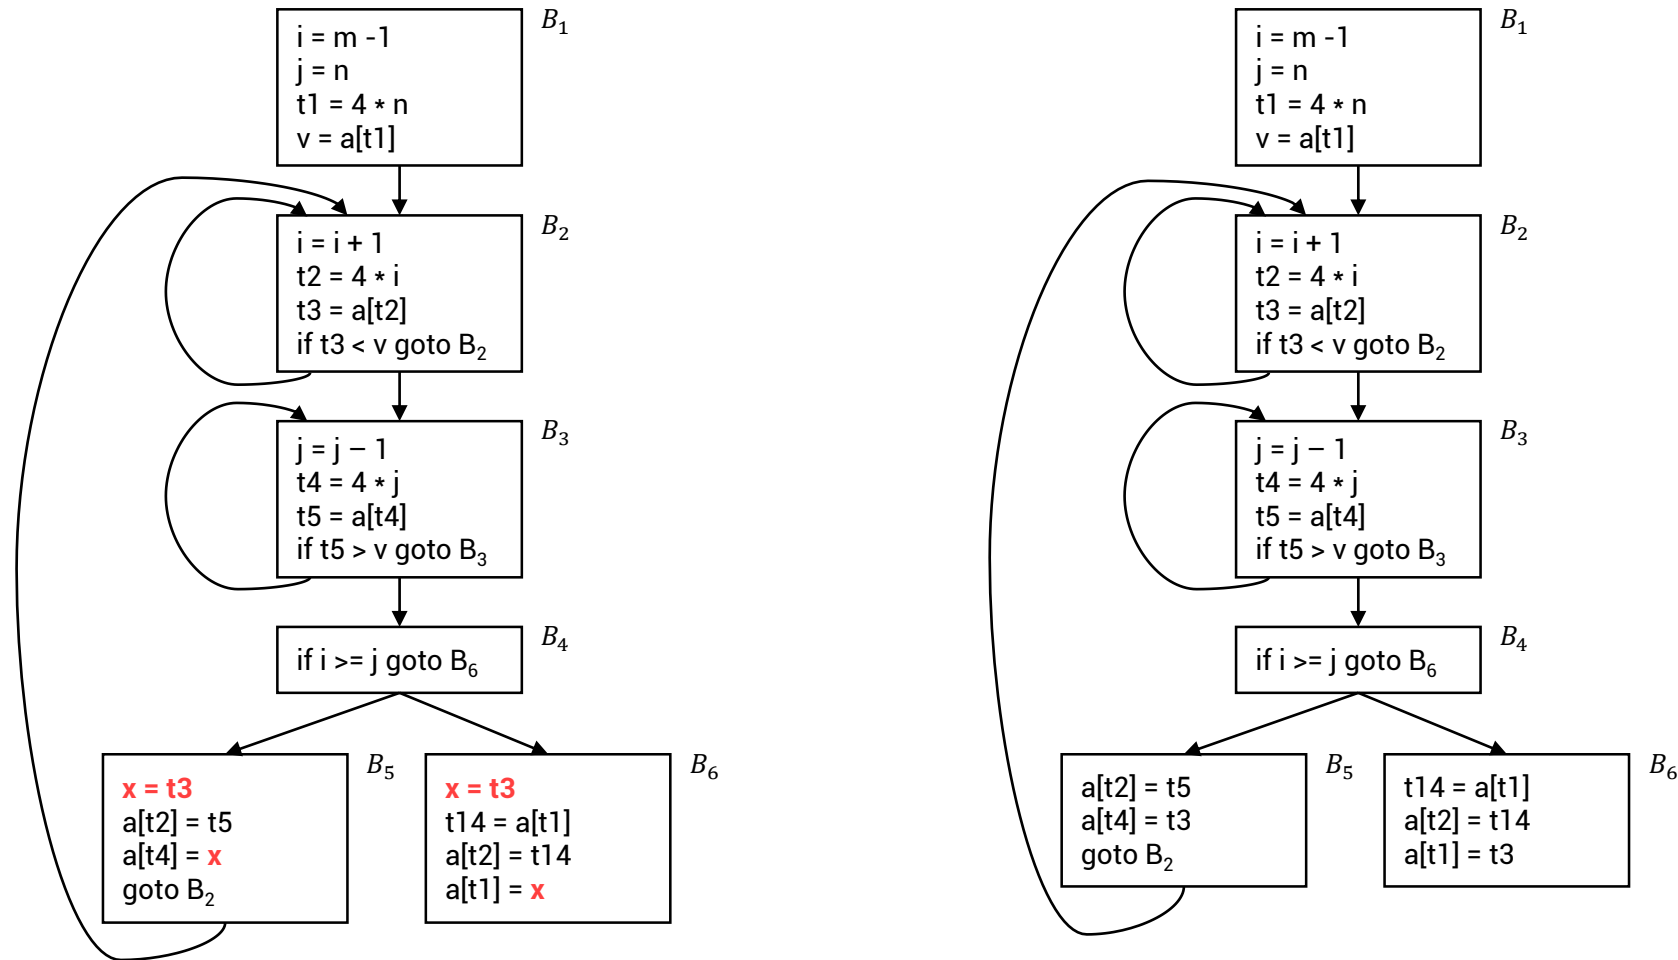 B₁
i = m -1
j = n
t1 = 4 * n
v = a[t1]
B₂
i = i + 1
t2 = 4 * i
t3 = a[t2]
if t3 < v goto B₂
B₃
j = j – 1
t4 = 4 * j
t5 = a[t4]
if t5 > v goto B₃
B₄
if i >= j goto B₆
B₅
x = t3
a[t2] = t5
a[t4] = x
goto B₂
B₆
x = t3
t14 = a[t1]
a[t2] = t14
a[t1] = x
B₁
i = m -1
j = n
t1 = 4 * n
v = a[t1]
B₂
i = i + 1
t2 = 4 * i
t3 = a[t2]
if t3 < v goto B₂
B₃
j = j – 1
t4 = 4 * j
t5 = a[t4]
if t5 > v goto B₃
B₄
if i >= j goto B₆
B₅
a[t2] = t5
a[t4] = t3
goto B₂
B₆
t14 = a[t1]
a[t2] = t14
a[t1] = t3